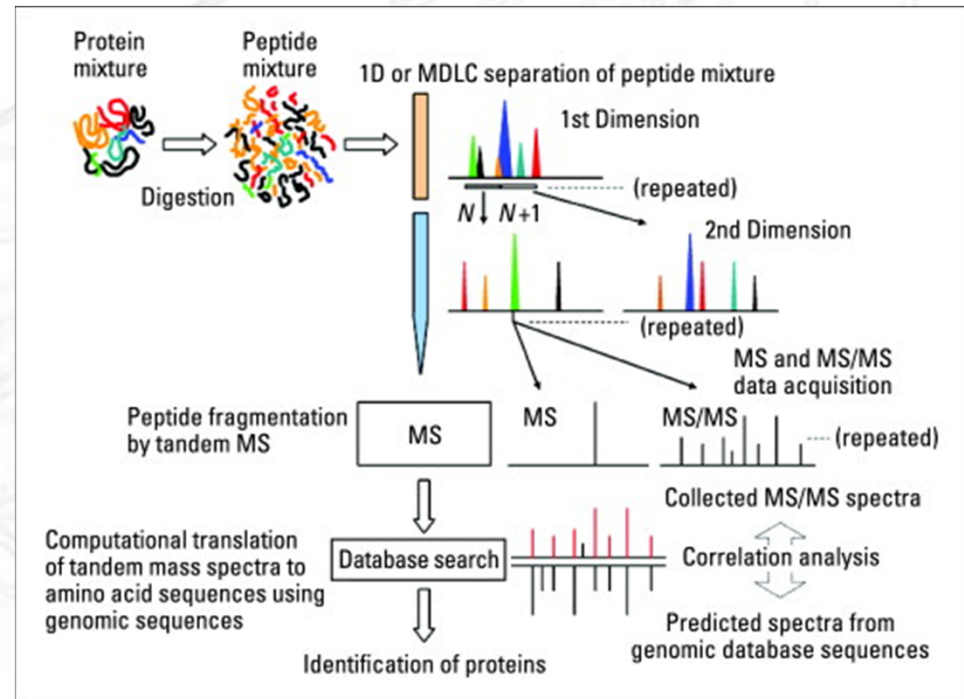 Protein
mixture
Peptide
mixture
Digestion
1D or MDLC separation of peptide mixture
1st Dimension
(repeated)
N N+1
2nd Dimension
(repeated)
MS and MS/MS
data acquisition
Peptide fragmentation
by tandem MS
MS
MS
MS/MS
(repeated)
Collected MS/MS spectra
Computational translation
of tandem mass spectra to
amino acid sequences using
genomic sequences
Database search
Correlation analysis
Predicted spectra from
genomic database sequences
Identification of proteins